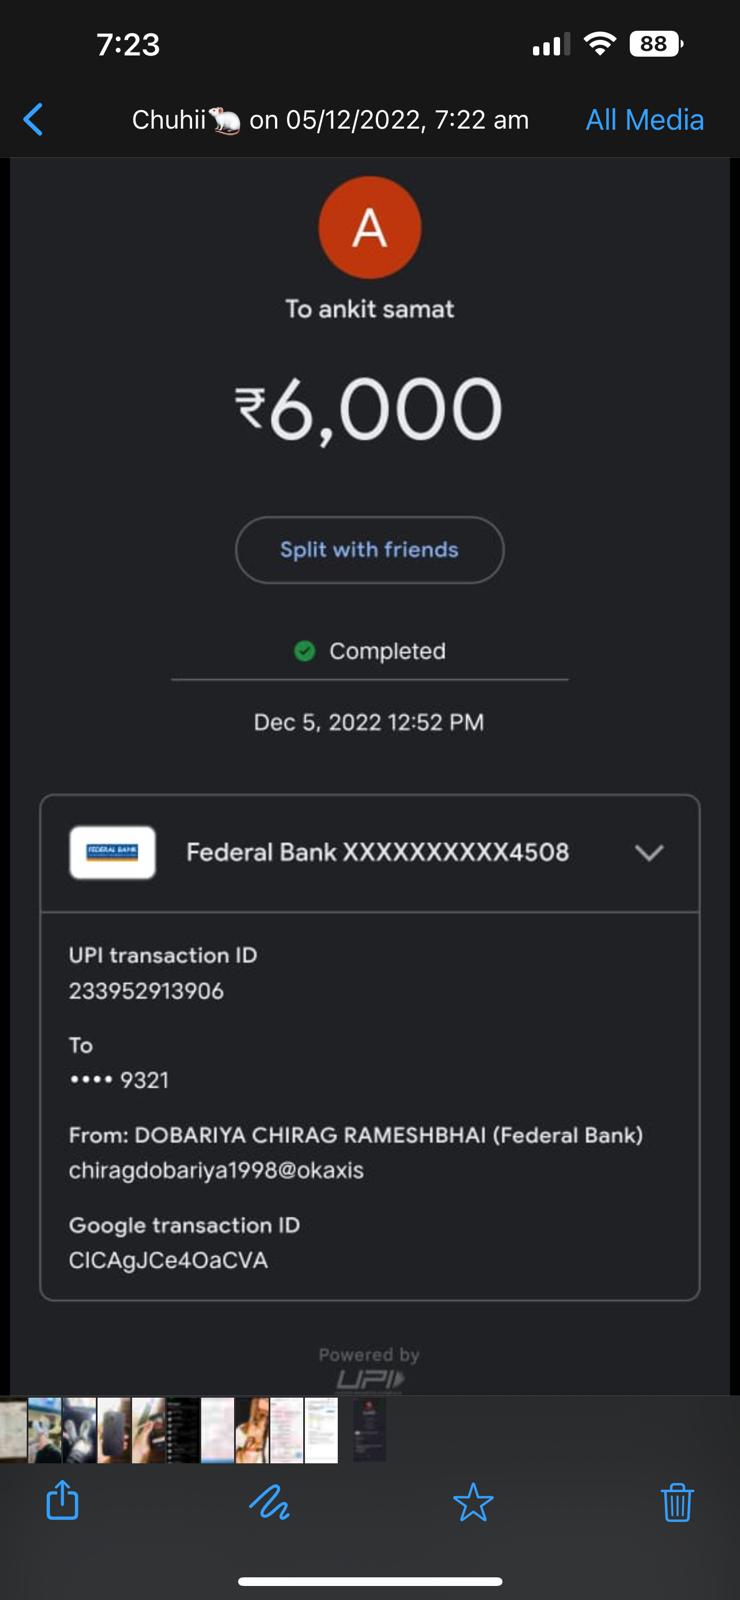 7:23
88
Chuhii🐁 on 05/12/2022, 7:22 am
All Media
A
To ankit samat
₹6,000
Split with friends
Completed
Dec 5, 2022 12:52 PM
FEDERAL BANK
Federal Bank XXXXXXXXXX4508
UPI transaction ID
233952913906
To
•••• 9321
From: DOBARIYA CHIRAG RAMESHBHAI (Federal Bank)
chiragdobariya1998@okaxis
Google transaction ID
CICAgJCe4OaCVA
Powered by
UPI